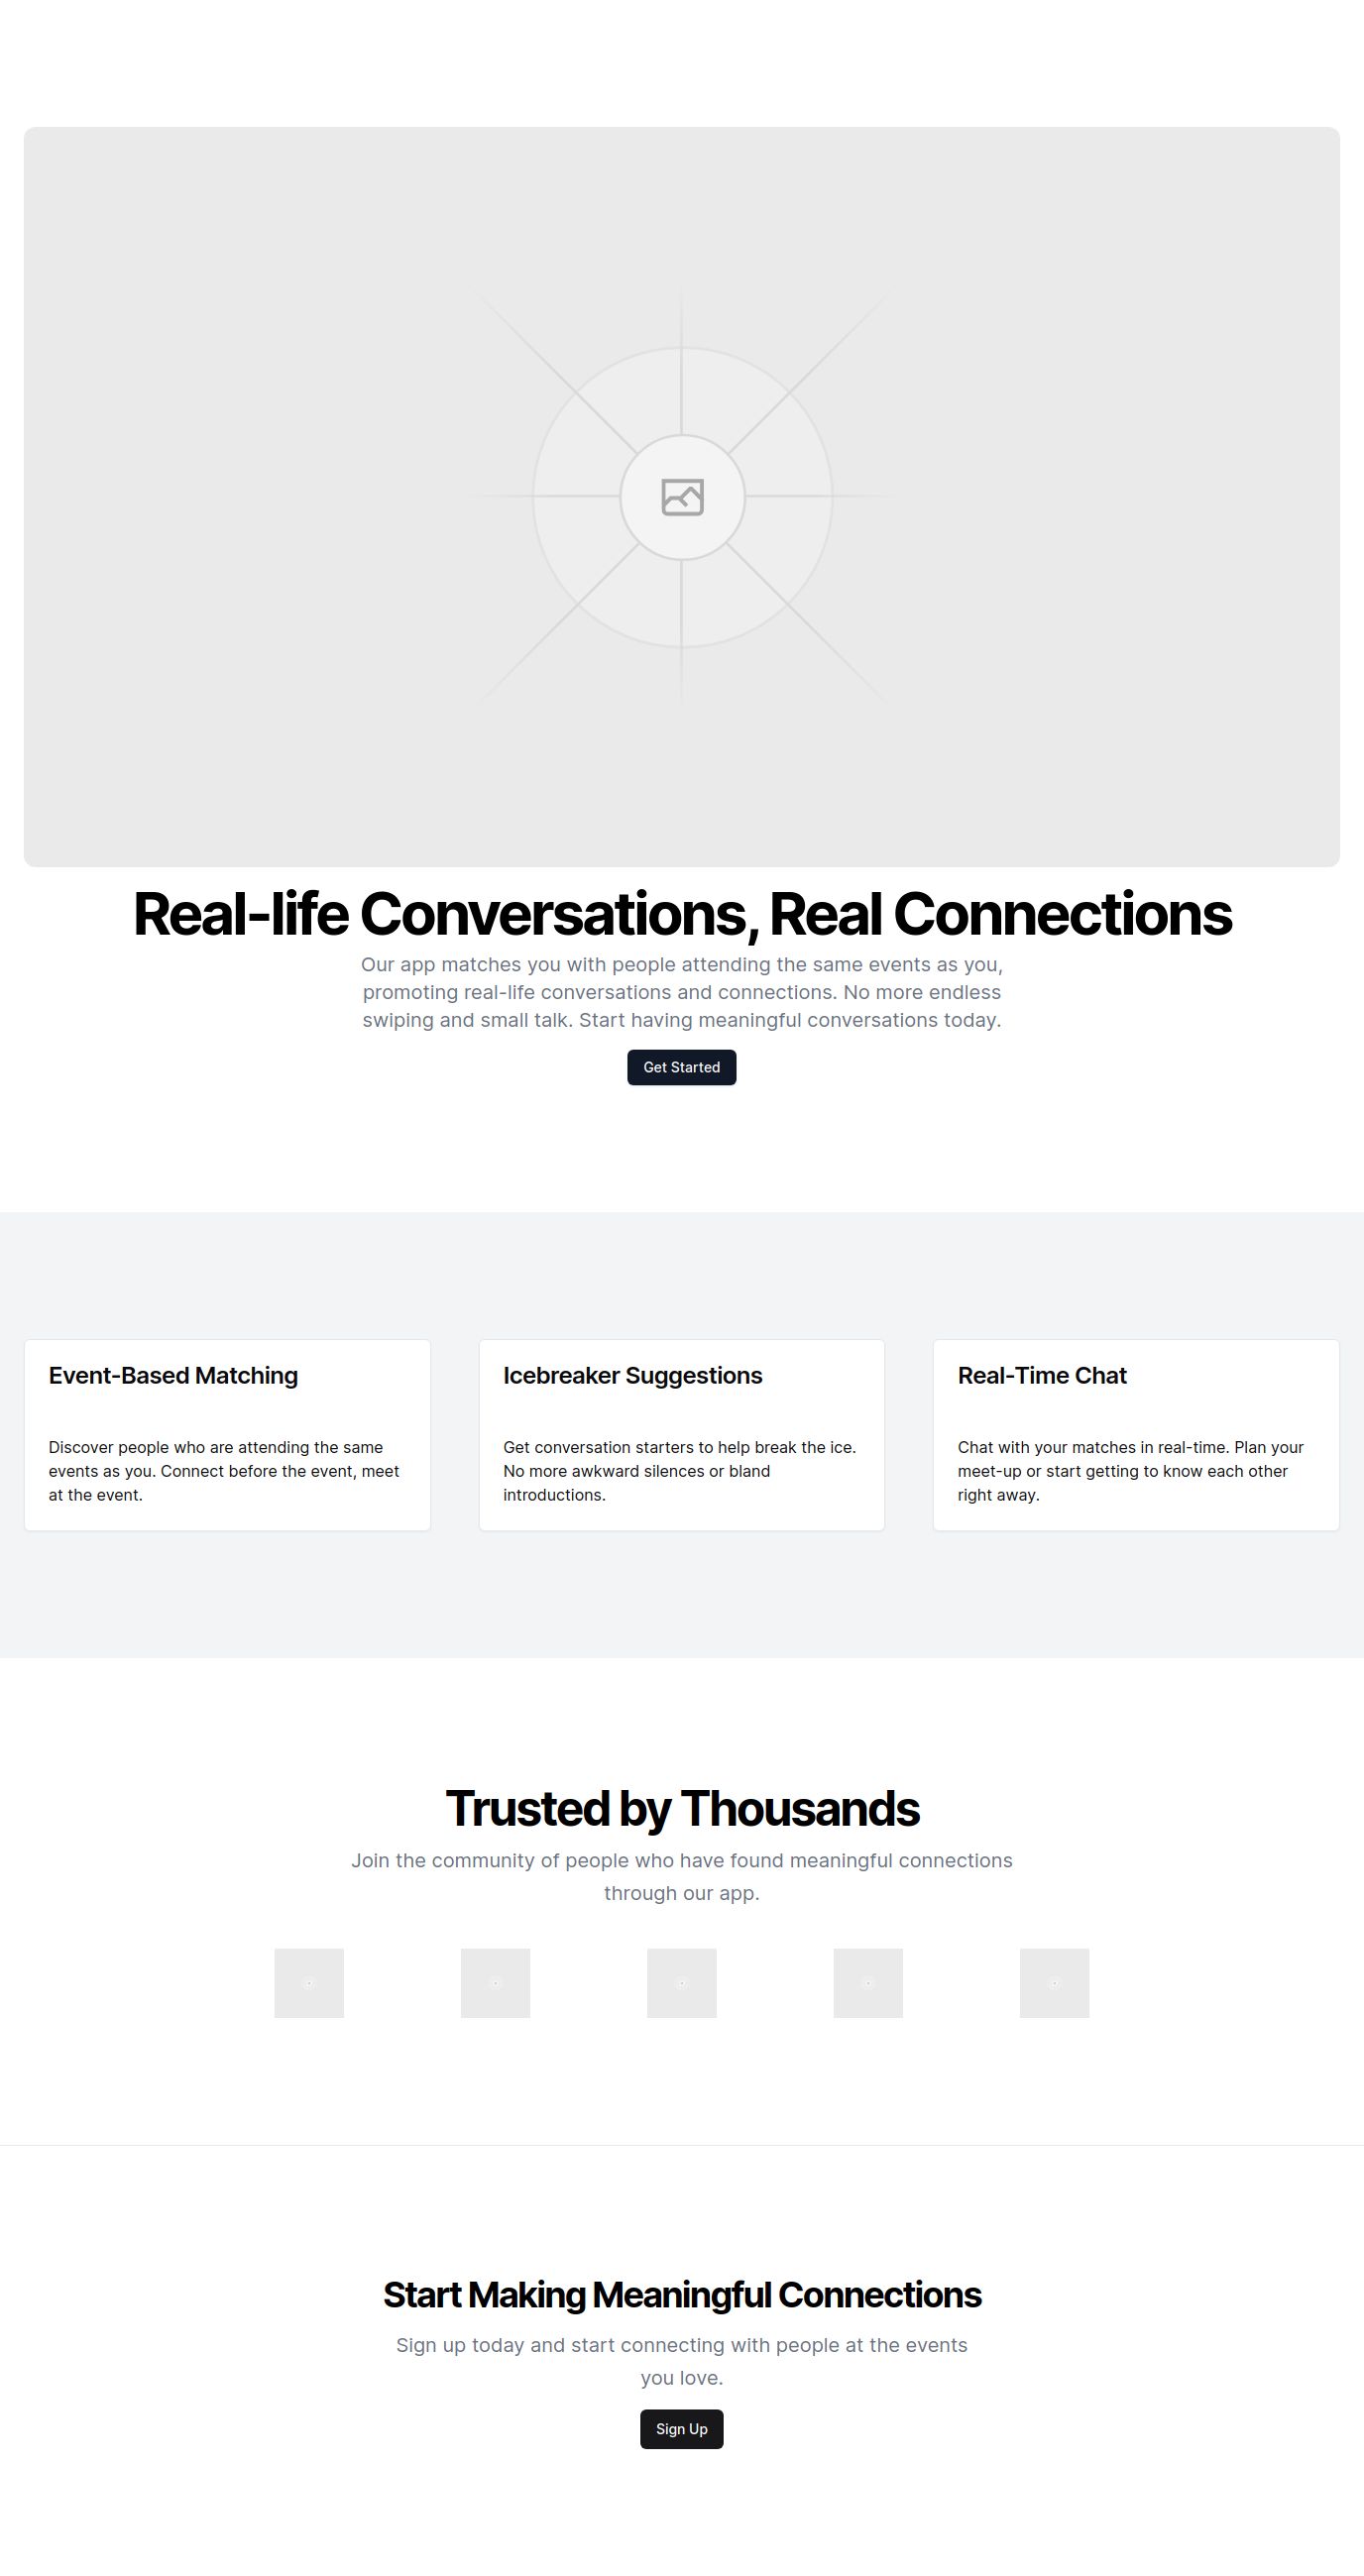 Real-life Conversations, Real Connections
Our app matches you with people attending the same events as you,
promoting real-life conversations and connections. No more endless
swiping and small talk. Start having meaningful conversations today.
Get Started
Event-Based Matching
Discover people who are attending the same
events as you. Connect before the event, meet
at the event.
Icebreaker Suggestions
Get conversation starters to help break the ice.
No more awkward silences or bland
introductions.
Real-Time Chat
Chat with your matches in real-time. Plan your
meet-up or start getting to know each other
right away.
Trusted by Thousands
Join the community of people who have found meaningful connections
through our app.
Start Making Meaningful Connections
Sign up today and start connecting with people at the events
you love.
Sign Up